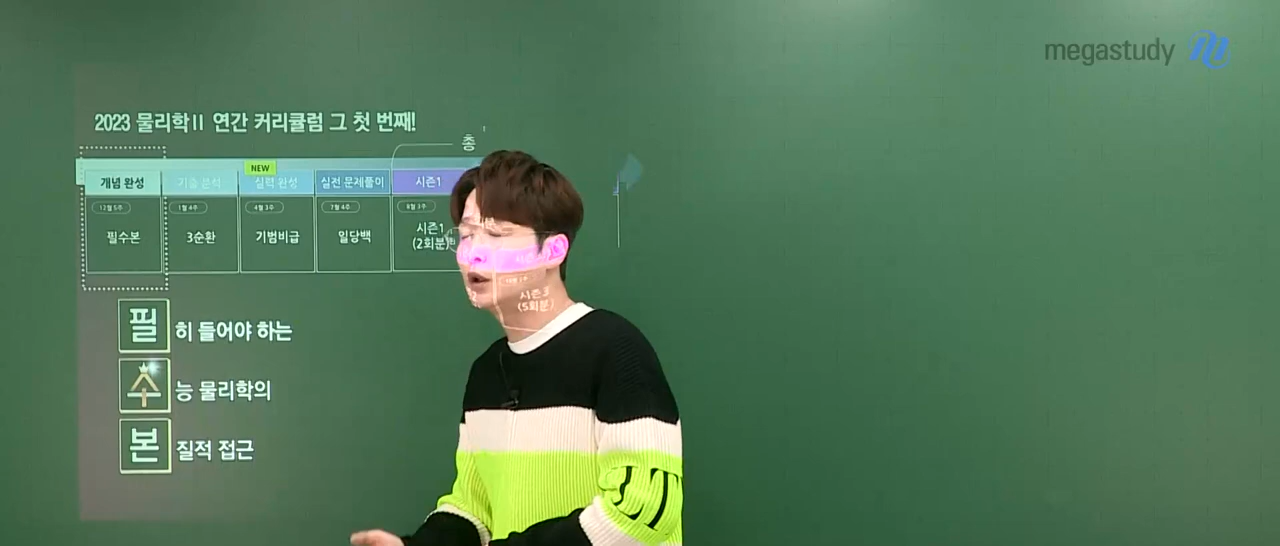 megastudy
2023 물리학Ⅱ 연간 커리큘럼 그 첫 번째!
총
NEW
개념 완성 기출 분석 실력 완성 실전 문제풀이 시즌1
12월 5주 1월 4주 4월 3주 7월 4주 8월 3주
필수본 3순환 기범비급 일당백 시즌1
(2회분)
시즌3
(5회분)
필히 들어야 하는
수능 물리학의
본질적 접근